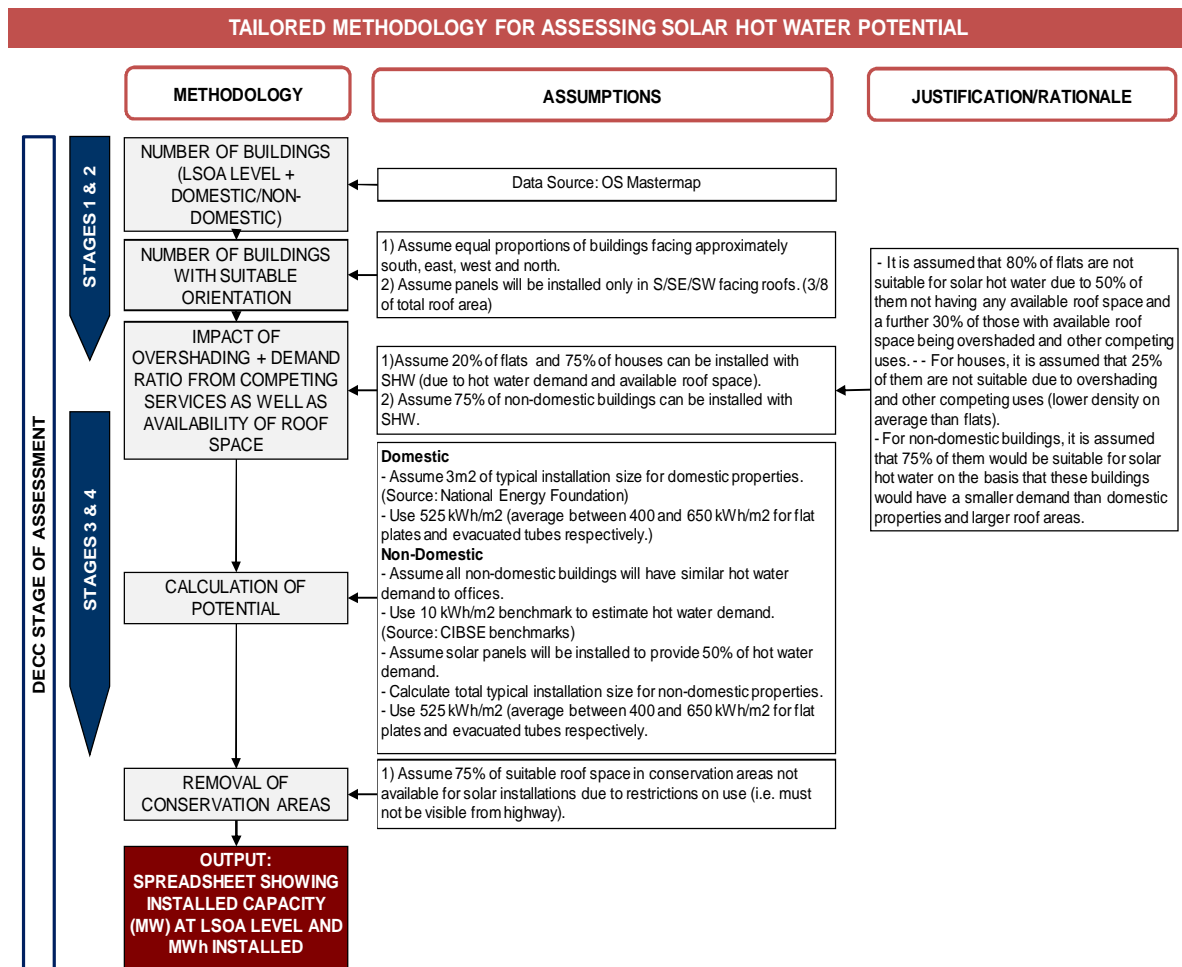 TAILORED METHODOLOGY FOR ASSESSING SOLAR HOT WATER POTENTIAL
METHODOLOGY
ASSUMPTIONS
JUSTIFICATION/RATIONALE
DECC STAGE OF ASSESSMENT
STAGES 1 & 2
STAGES 3 & 4
NUMBER OF BUILDINGS
(LSOA LEVEL +
DOMESTIC/NON-
DOMESTIC)
Data Source: OS Mastermap
NUMBER OF BUILDINGS
WITH SUITABLE
ORIENTATION
1) Assume equal proportions of buildings facing approximately
south, east, west and north.
2) Assume panels will be installed only in S/SE/SW facing roofs. (3/8
of total roof area)
IMPACT OF
OVERSHADING + DEMAND
RATIO FROM COMPETING
SERVICES AS WELL AS
AVAILABILITY OF ROOF
SPACE
1)Assume 20% of flats and 75% of houses can be installed with
SHW (due to hot water demand and available roof space).
2) Assume 75% of non-domestic buildings can be installed with
SHW.
- It is assumed that 80% of flats are not
suitable for solar hot water due to 50% of
them not having any available roof space and
a further 30% of those with available roof
space being overshaded and other competing
uses. - - For houses, it is assumed that 25%
of them are not suitable due to overshading
and other competing uses (lower density on
average than flats).
- For non-domestic buildings, it is assumed
that 75% of them would be suitable for solar
hot water on the basis that these buildings
would have a smaller demand than domestic
properties and larger roof areas.
CALCULATION OF
POTENTIAL
Domestic
- Assume 3m2 of typical installation size for domestic properties.
(Source: National Energy Foundation)
- Use 525 kWh/m2 (average between 400 and 650 kWh/m2 for flat
plates and evacuated tubes respectively.)
Non-Domestic
- Assume all non-domestic buildings will have similar hot water
demand to offices.
- Use 10 kWh/m2 benchmark to estimate hot water demand.
(Source: CIBSE benchmarks)
- Assume solar panels will be installed to provide 50% of hot water
demand.
- Calculate total typical installation size for non-domestic properties.
- Use 525 kWh/m2 (average between 400 and 650 kWh/m2 for flat
plates and evacuated tubes respectively.
REMOVAL OF
CONSERVATION AREAS
1) Assume 75% of suitable roof space in conservation areas not
available for solar installations due to restrictions on use (i.e. must
not be visible from highway).
OUTPUT:
SPREADSHEET SHOWING
INSTALLED CAPACITY
(MW) AT LSOA LEVEL AND
MWh INSTALLED